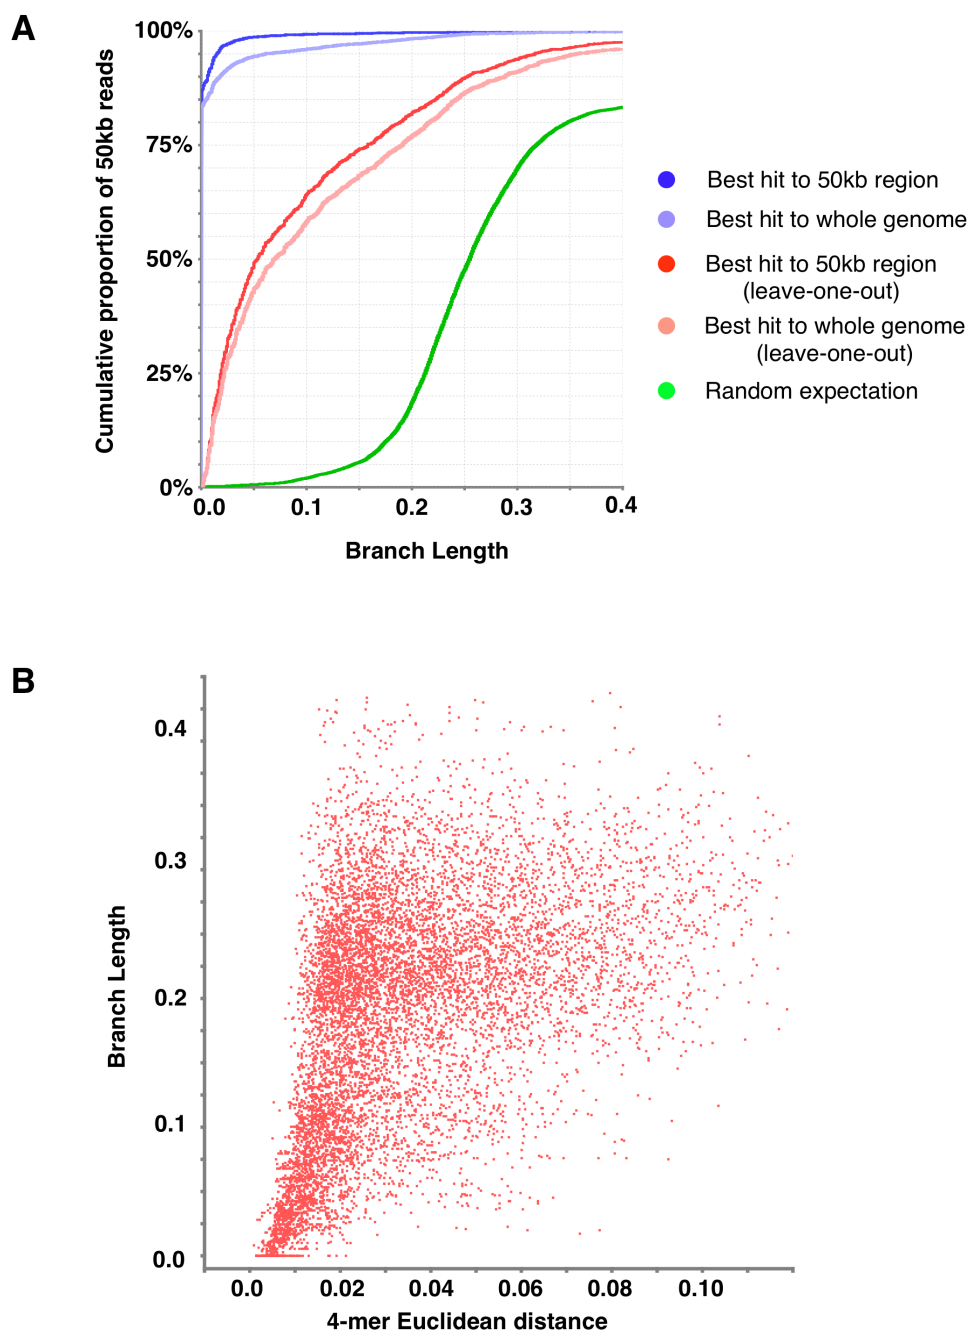 A
Cumulative proportion of 50kb reads
100%
75%
50%
25%
0%
0.0 0.1 0.2 0.3 0.4
Branch Length
Best hit to 50kb region
Best hit to whole genome
Best hit to 50kb region
(leave-one-out)
Best hit to whole genome
(leave-one-out)
Random expectation
B
Branch Length
0.4
0.3
0.2
0.1
0.0
0.0 0.02 0.04 0.06 0.08 0.10
4-mer Euclidean distance